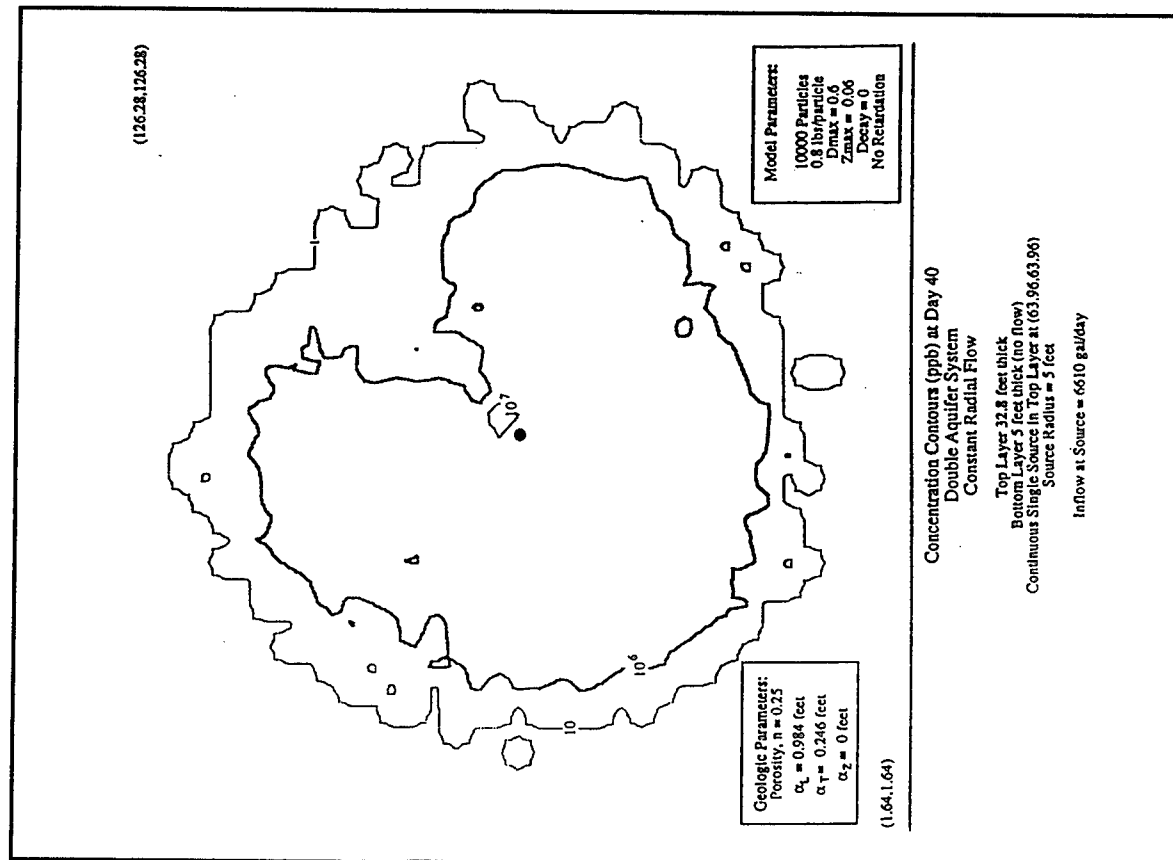 (126.28,126.28)
1
10⁷
10⁶
10
Geologic Parameters:
Porosity, n = 0.25
α_L = 0.984 feet
α_T = 0.246 feet
α_Z = 0 feet
Model Parameters:
10000 Particles
0.8 lbs/particle
Dmax = 0.6
Zmax = 0.06
Decay = 0
No Retardation
(1.64,1.64)
Concentration Contours (ppb) at Day 40
Double Aquifer System
Constant Radial Flow
Top Layer 32.8 feet thick
Bottom Layer 5 feet thick (no flow)
Continuous Single Source in Top Layer at (63.96,63.96)
Source Radius = 5 feet
Inflow at Source = 6610 gal/day